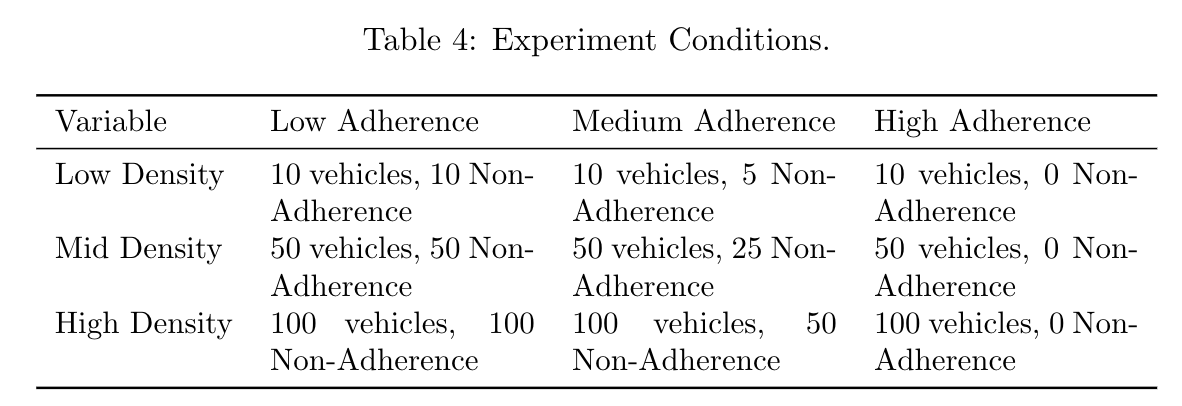 Table 4: Experiment Conditions.
Variable Low Adherence Medium Adherence High Adherence
Low Density 10 vehicles, 10 Non- 10 vehicles, 5 Non- 10 vehicles, 0 Non-
Adherence Adherence Adherence
Mid Density 50 vehicles, 50 Non- 50 vehicles, 25 Non- 50 vehicles, 0 Non-
Adherence Adherence Adherence
High Density 100 vehicles, 100 100 vehicles, 50 100 vehicles, 0 Non-
Non-Adherence Non-Adherence Adherence